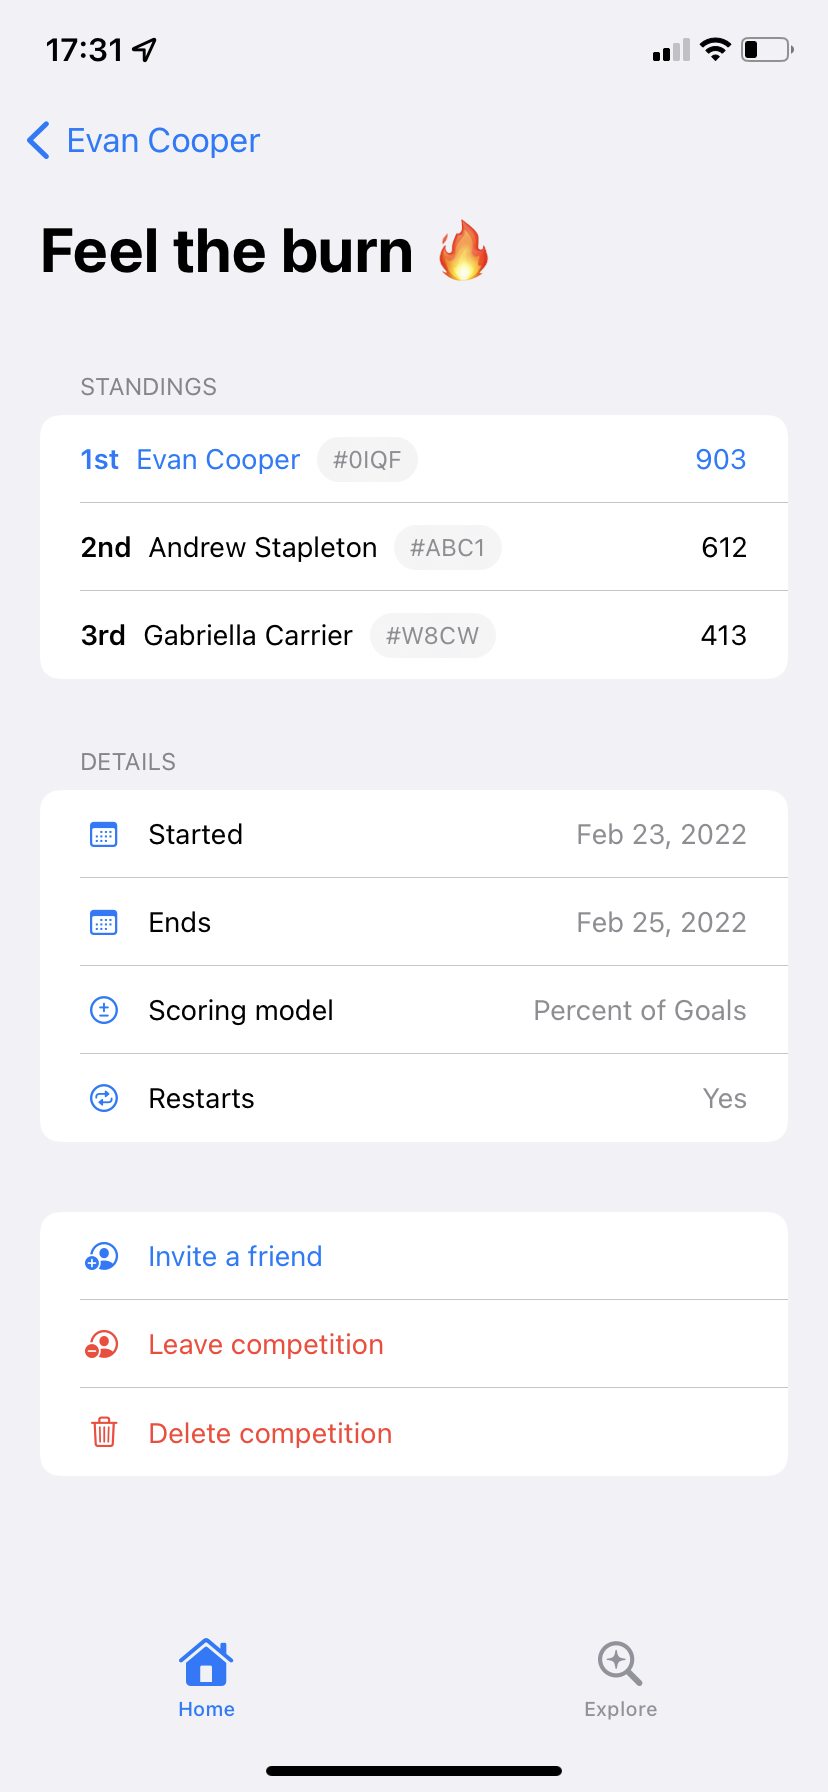 17:31
Evan Cooper
Feel the burn 🔥
STANDINGS
1st Evan Cooper #0IQF 903
2nd Andrew Stapleton #ABC1 612
3rd Gabriella Carrier #W8CW 413
DETAILS
Started Feb 23, 2022
Ends Feb 25, 2022
Scoring model Percent of Goals
Restarts Yes
Invite a friend
Leave competition
Delete competition
Home Explore